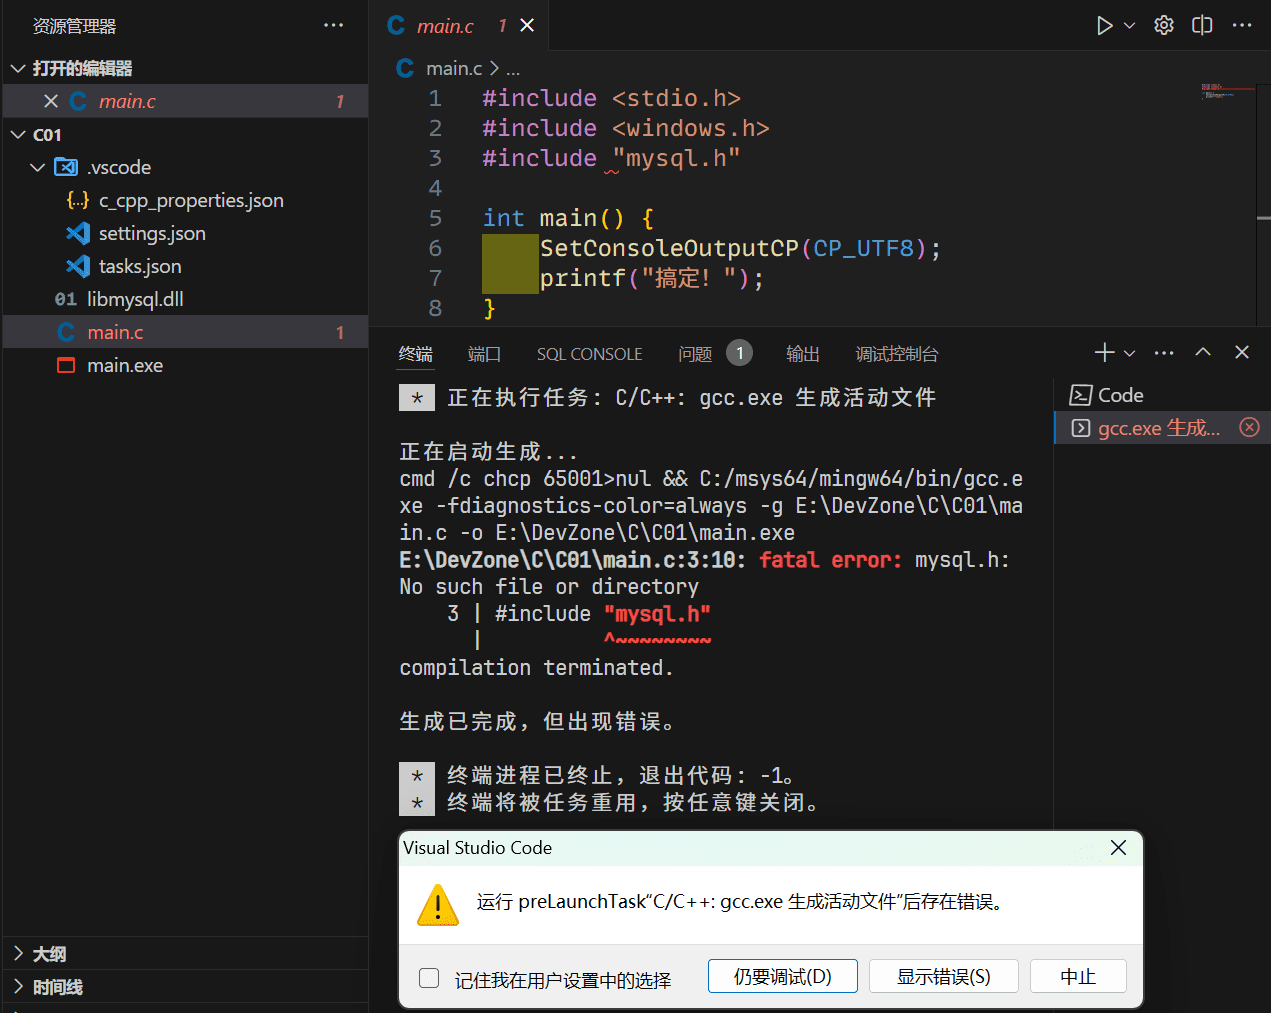 资源管理器
打开的编辑器
main.c 1
C01
.vscode
{..} c_cpp_properties.json
settings.json
tasks.json
01 libmysql.dll
C main.c 1
main.exe
大纲
时间线
C main.c 1
C main.c > ...
1 #include <stdio.h>
2 #include <windows.h>
3 #include "mysql.h"
4
5 int main() {
6 SetConsoleOutputCP(CP_UTF8);
7 printf("搞定！");
8 }
终端 端口 SQL CONSOLE 问题 1 输出 调试控制台
* 正在执行任务: C/C++: gcc.exe 生成活动文件
正在启动生成...
cmd /c chcp 65001>nul && C:/msys64/mingw64/bin/gcc.e
xe -fdiagnostics-color=always -g E:\DevZone\C\C01\ma
in.c -o E:\DevZone\C\C01\main.exe
E:\DevZone\C\C01\main.c:3:10: fatal error: mysql.h:
No such file or directory
3 | #include "mysql.h"
| ^~~~~~~~~
compilation terminated.
生成已完成，但出现错误。
* 终端进程已终止，退出代码: -1。
* 终端将被任务重用，按任意键关闭。
Code
gcc.exe 生成...
Visual Studio Code
运行 preLaunchTask“C/C++: gcc.exe 生成活动文件”后存在错误。
记住我在用户设置中的选择
仍要调试(D)
显示错误(S)
中止